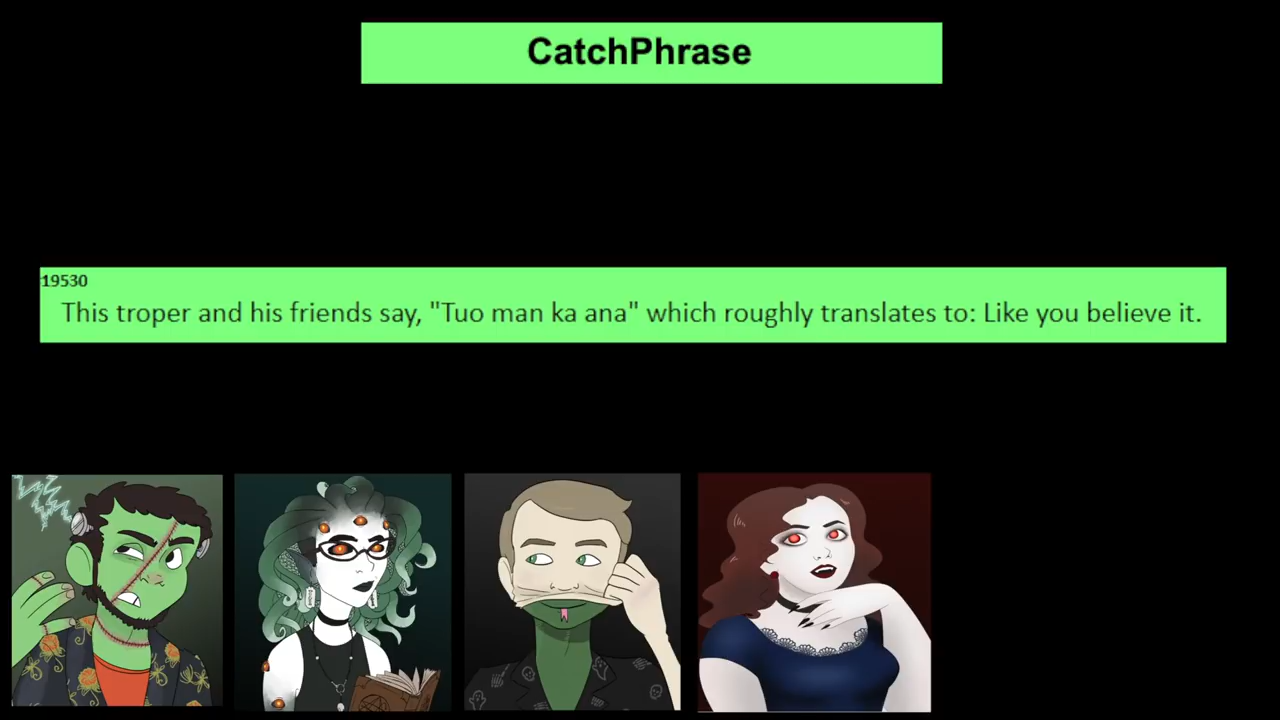 CatchPhrase
19530
This troper and his friends say, "Tuo man ka ana" which roughly translates to: Like you believe it.